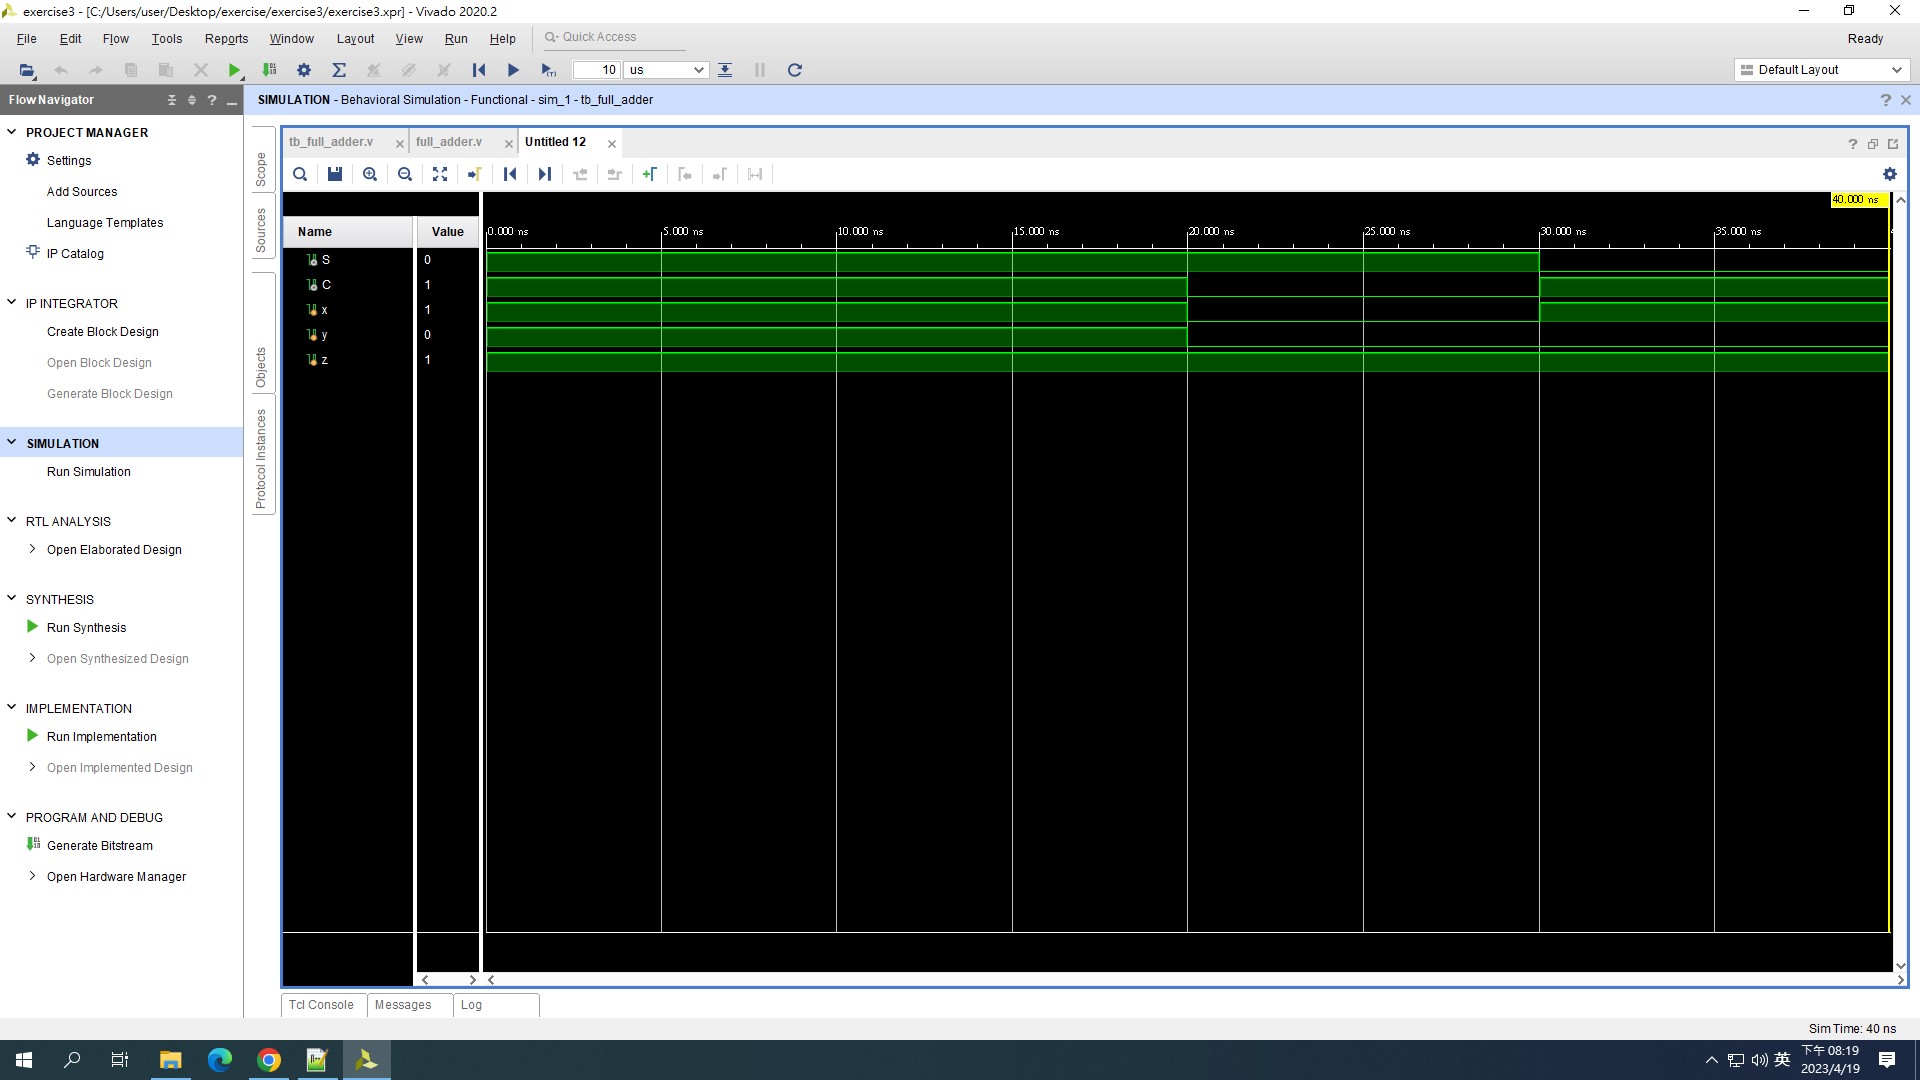 exercise3 - [C:/Users/user/Desktop/exercise/exercise3/exercise3.xpr] - Vivado 2020.2
File Edit Flow Tools Reports Window Layout View Run Help Quick Access Ready
10 us Default Layout
Flow Navigator
SIMULATION - Behavioral Simulation - Functional - sim_1 - tb_full_adder
PROJECT MANAGER
Settings
Add Sources
Language Templates
IP Catalog
IP INTEGRATOR
Create Block Design
Open Block Design
Generate Block Design
SIMULATION
Run Simulation
RTL ANALYSIS
Open Elaborated Design
SYNTHESIS
Run Synthesis
Open Synthesized Design
IMPLEMENTATION
Run Implementation
Open Implemented Design
PROGRAM AND DEBUG
Generate Bitstream
Open Hardware Manager
Scope
Sources
Objects
Protocol Instances
tb_full_adder.v full_adder.v Untitled 12
40.000 ns
Name Value 0.000 ns 5.000 ns 10.000 ns 15.000 ns 20.000 ns 25.000 ns 30.000 ns 35.000 ns
S 0
C 1
x 1
y 0
z 1
Tcl Console Messages Log
Sim Time: 40 ns
英
下午 08:19
2023/4/19